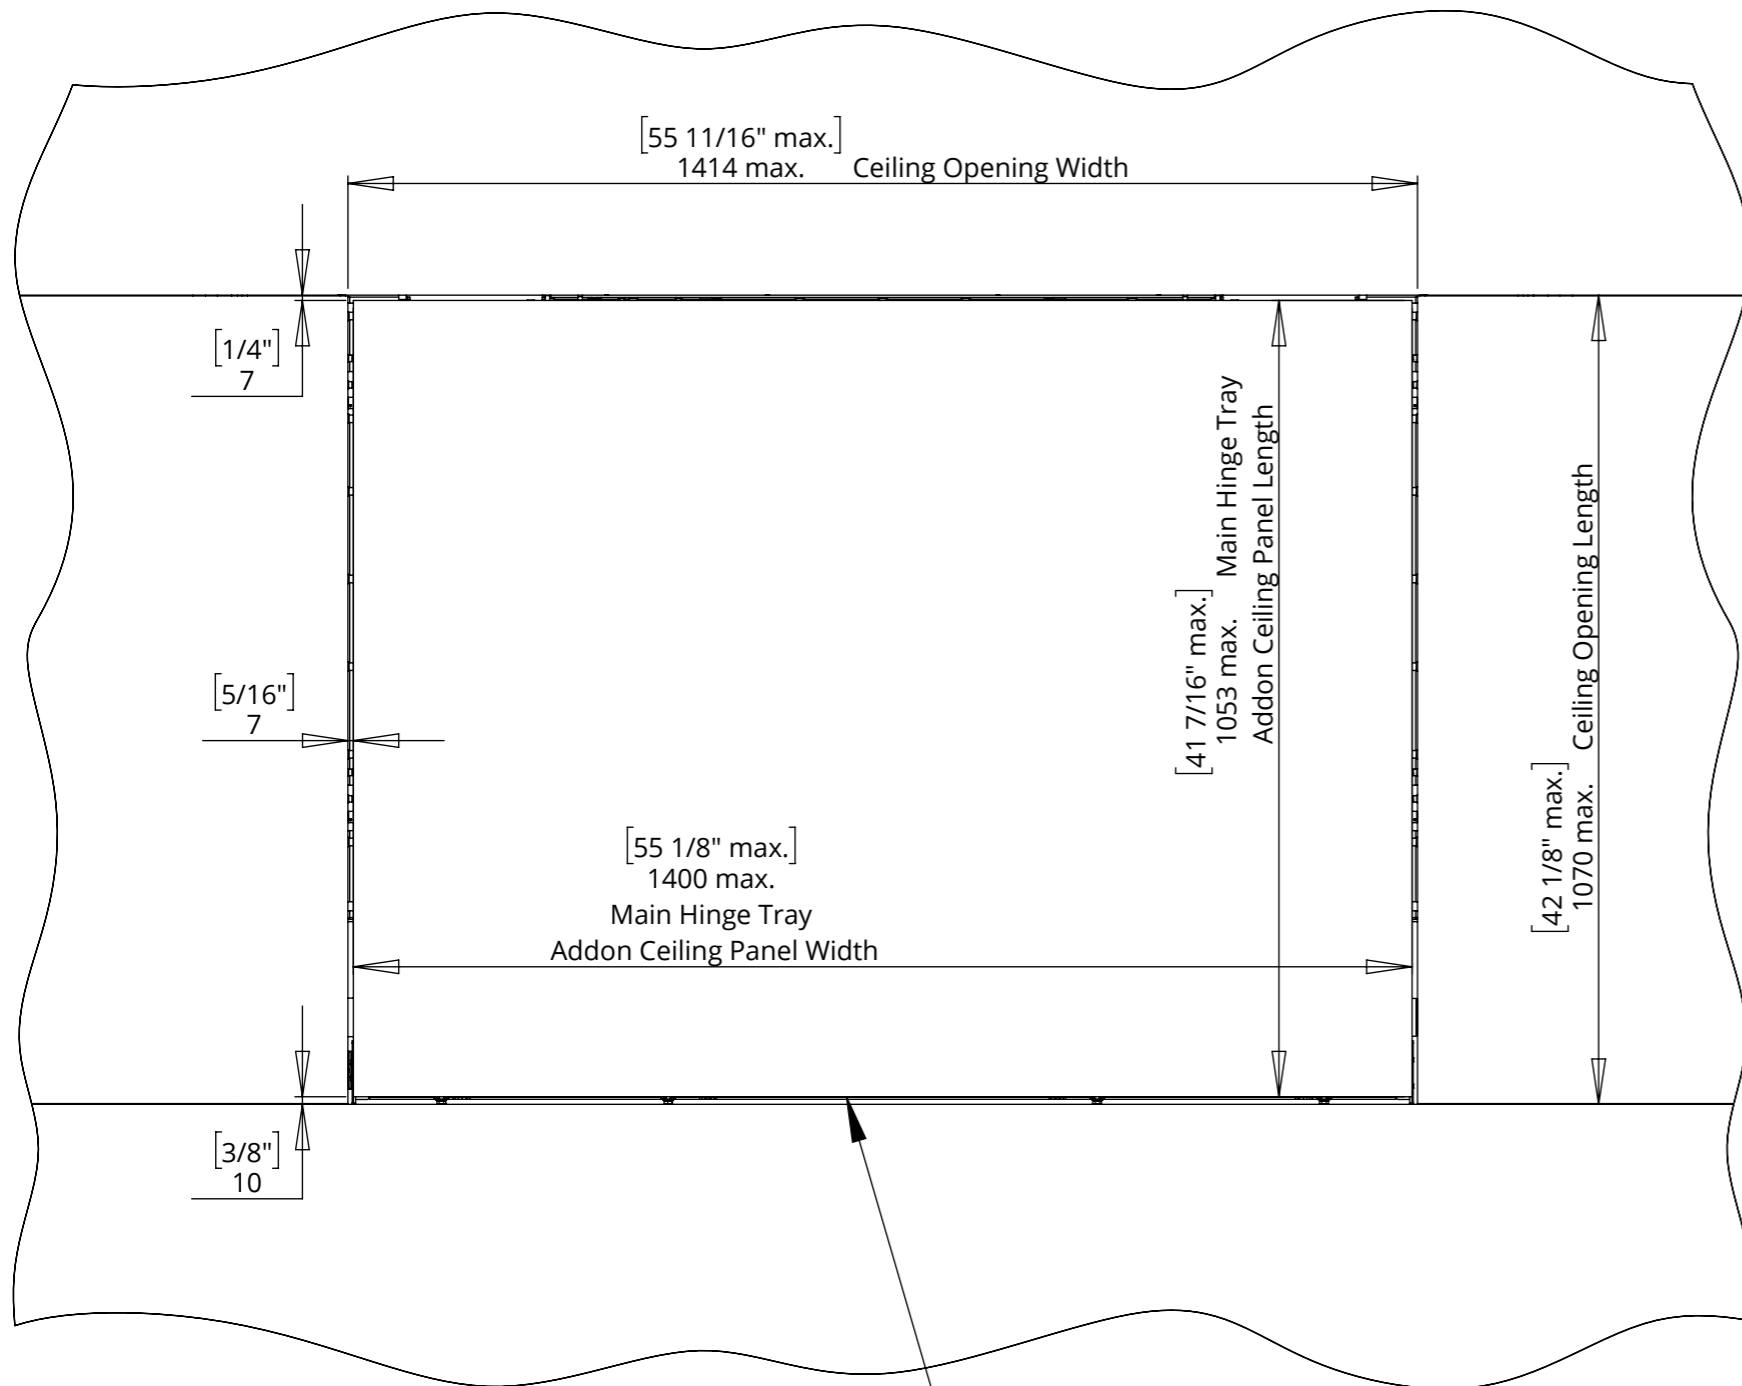 [55 11/16" max.]
1414 max. Ceiling Opening Width
[1/4"]
7
[5/16"]
7
[41 7/16" max.]
1053 max. Main Hinge Tray
Addon Ceiling Panel Length
[42 1/8" max.]
1070 max. Ceiling Opening Length
[55 1/8" max.]
1400 max.
Main Hinge Tray
Addon Ceiling Panel Width
[3/8"]
10